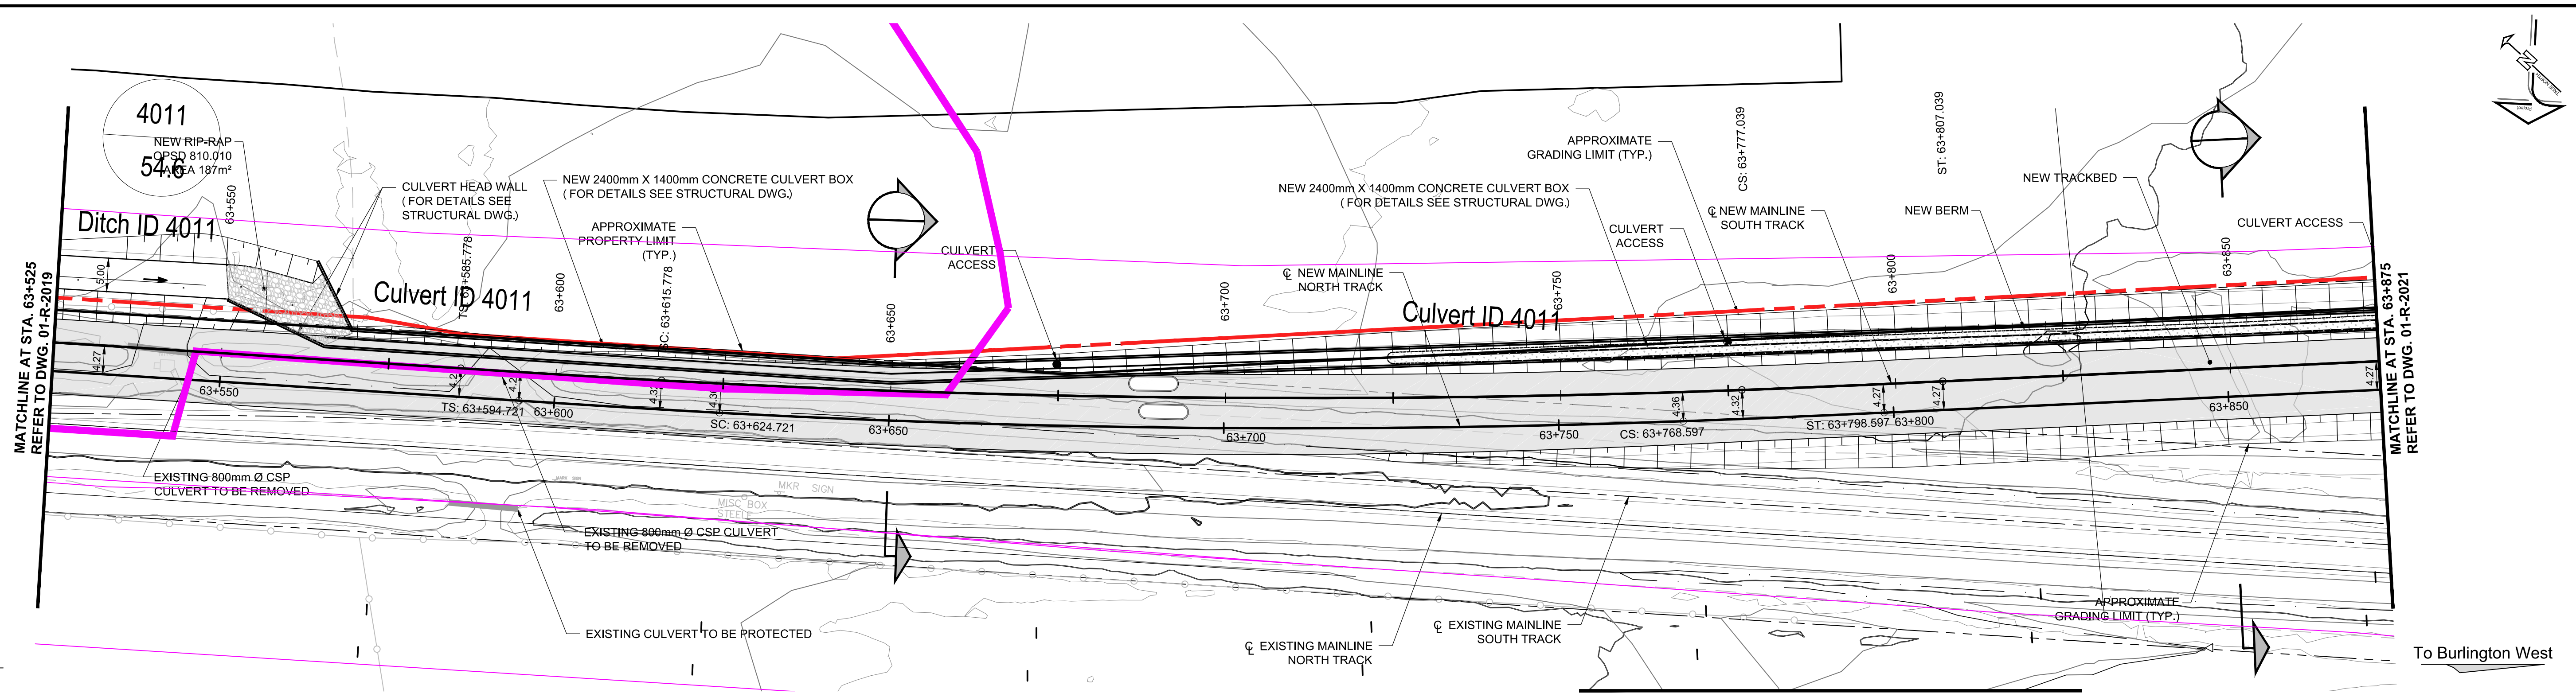 4011
54.6
NEW RIP-RAP
OPSD 810.010
AREA 187m²
63+550
Ditch ID 4011
5.00
MATCHLINE AT STA. 63+525
REFER TO DWG. 01-R-2019
CULVERT HEAD WALL
( FOR DETAILS SEE
STRUCTURAL DWG.)
Culvert ID 4011
TS: 63+585.778
NEW 2400mm X 1400mm CONCRETE CULVERT BOX
( FOR DETAILS SEE STRUCTURAL DWG.)
63+600
APPROXIMATE
PROPERTY LIMIT
(TYP.)
SC: 63+615.778
63+650
CULVERT
ACCESS
63+700
℄ NEW MAINLINE
NORTH TRACK
NEW 2400mm X 1400mm CONCRETE CULVERT BOX
( FOR DETAILS SEE STRUCTURAL DWG.)
APPROXIMATE
GRADING LIMIT (TYP.)
Culvert ID 4011
63+750
CULVERT
ACCESS
CS: 63+777.039
℄ NEW MAINLINE
SOUTH TRACK
63+800
ST: 63+807.039
NEW BERM
NEW TRACKBED
63+850
CULVERT ACCESS
MATCHLINE AT STA. 63+875
REFER TO DWG. 01-R-2021
N
TRUE NORTH
Project
4.27
63+550
TS: 63+594.721
63+600
4.32
4.36
SC: 63+624.721
63+650
63+700
63+750
4.36
4.32
CS: 63+768.597
4.27
4.27
ST: 63+798.597
63+800
63+850
4.27
EXISTING 800mm Ø CSP
CULVERT TO BE REMOVED
MARK SIGN
MISC BOX
STEELE
MKR SIGN
EXISTING 800mm Ø CSP CULVERT
TO BE REMOVED
EXISTING CULVERT TO BE PROTECTED
℄ EXISTING MAINLINE
NORTH TRACK
℄ EXISTING MAINLINE
SOUTH TRACK
APPROXIMATE
GRADING LIMIT (TYP.)
To Burlington West